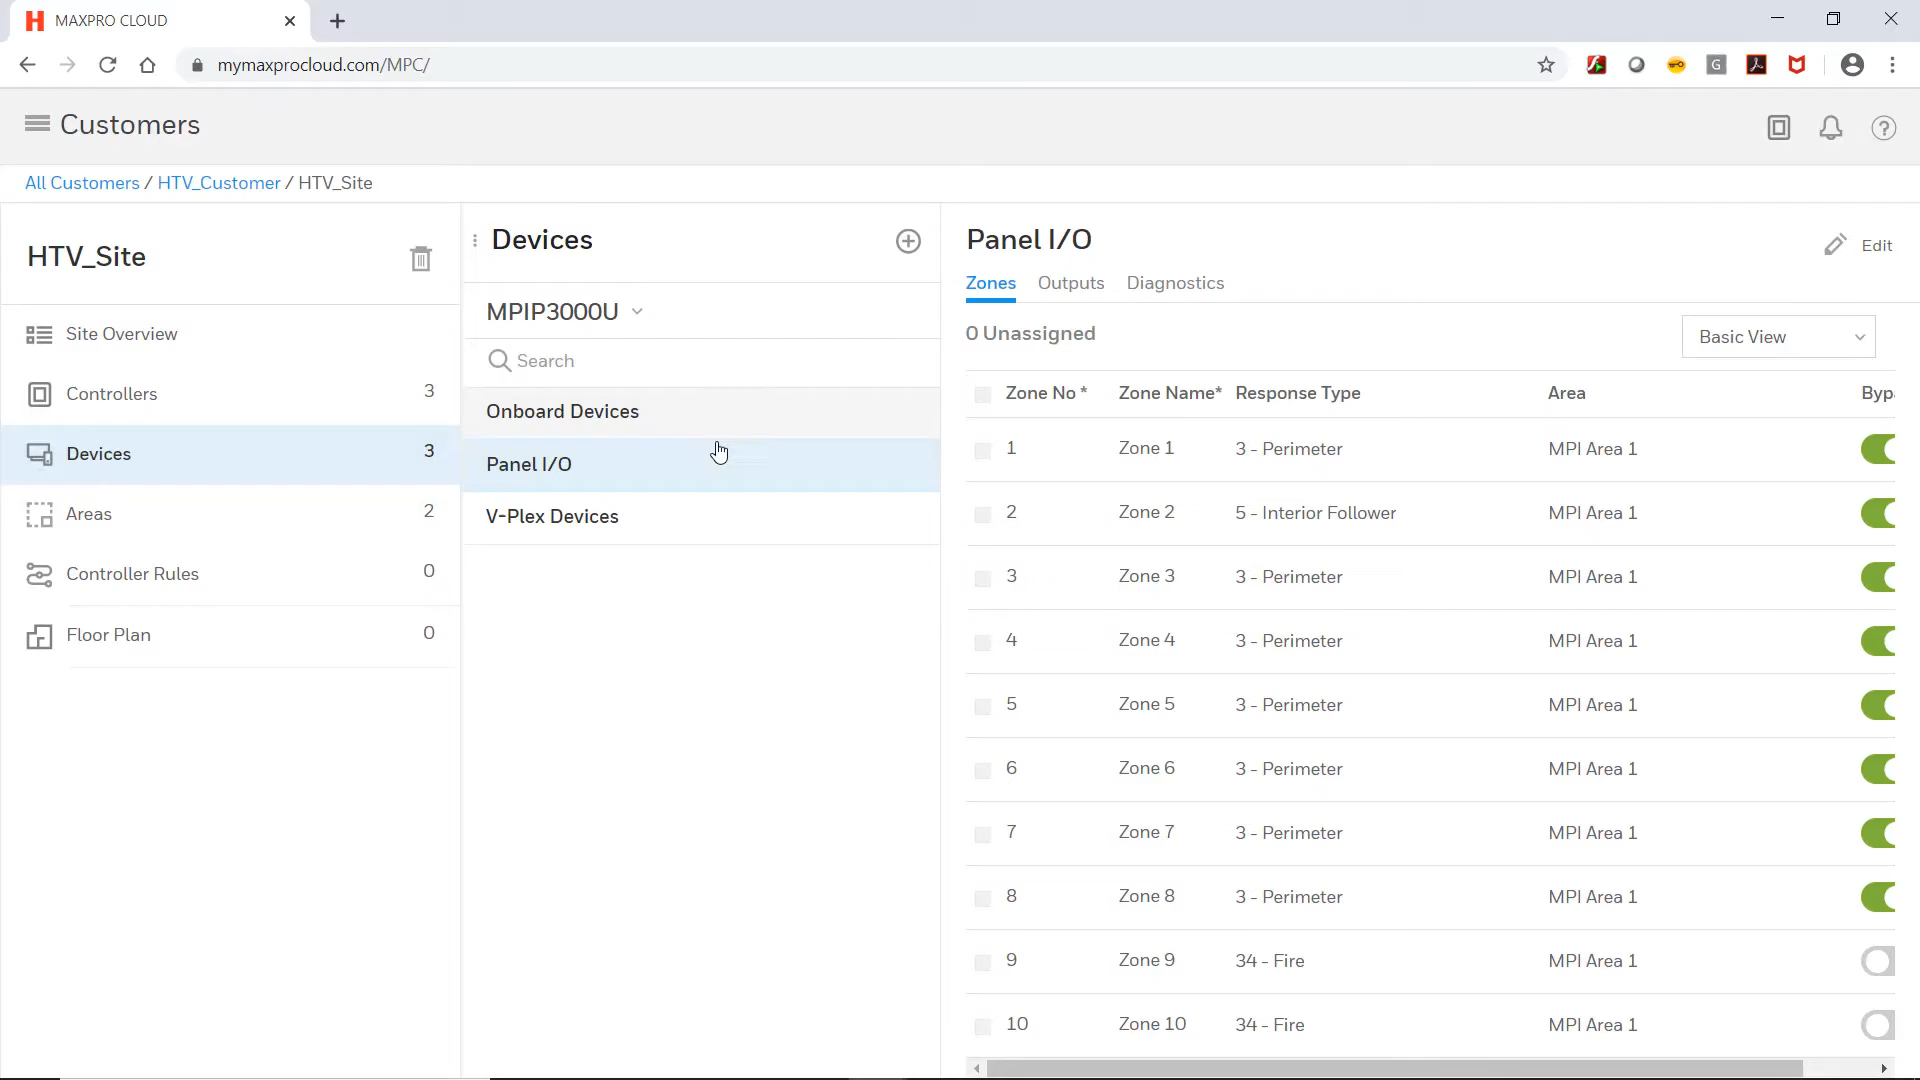 MAXPRO CLOUD
mymaxprocloud.com/MPC/
Customers
All Customers / HTV_Customer / HTV_Site
HTV_Site
Site Overview
Controllers 3
Devices 3
Areas 2
Controller Rules 0
Floor Plan 0
Devices
MPIP3000U
Search
Onboard Devices
Panel I/O
V-Plex Devices
Panel I/O
Edit
Zones Outputs Diagnostics
0 Unassigned
Basic View
Zone No * Zone Name* Response Type Area Byp
1 Zone 1 3 - Perimeter MPI Area 1
2 Zone 2 5 - Interior Follower MPI Area 1
3 Zone 3 3 - Perimeter MPI Area 1
4 Zone 4 3 - Perimeter MPI Area 1
5 Zone 5 3 - Perimeter MPI Area 1
6 Zone 6 3 - Perimeter MPI Area 1
7 Zone 7 3 - Perimeter MPI Area 1
8 Zone 8 3 - Perimeter MPI Area 1
9 Zone 9 34 - Fire MPI Area 1
10 Zone 10 34 - Fire MPI Area 1